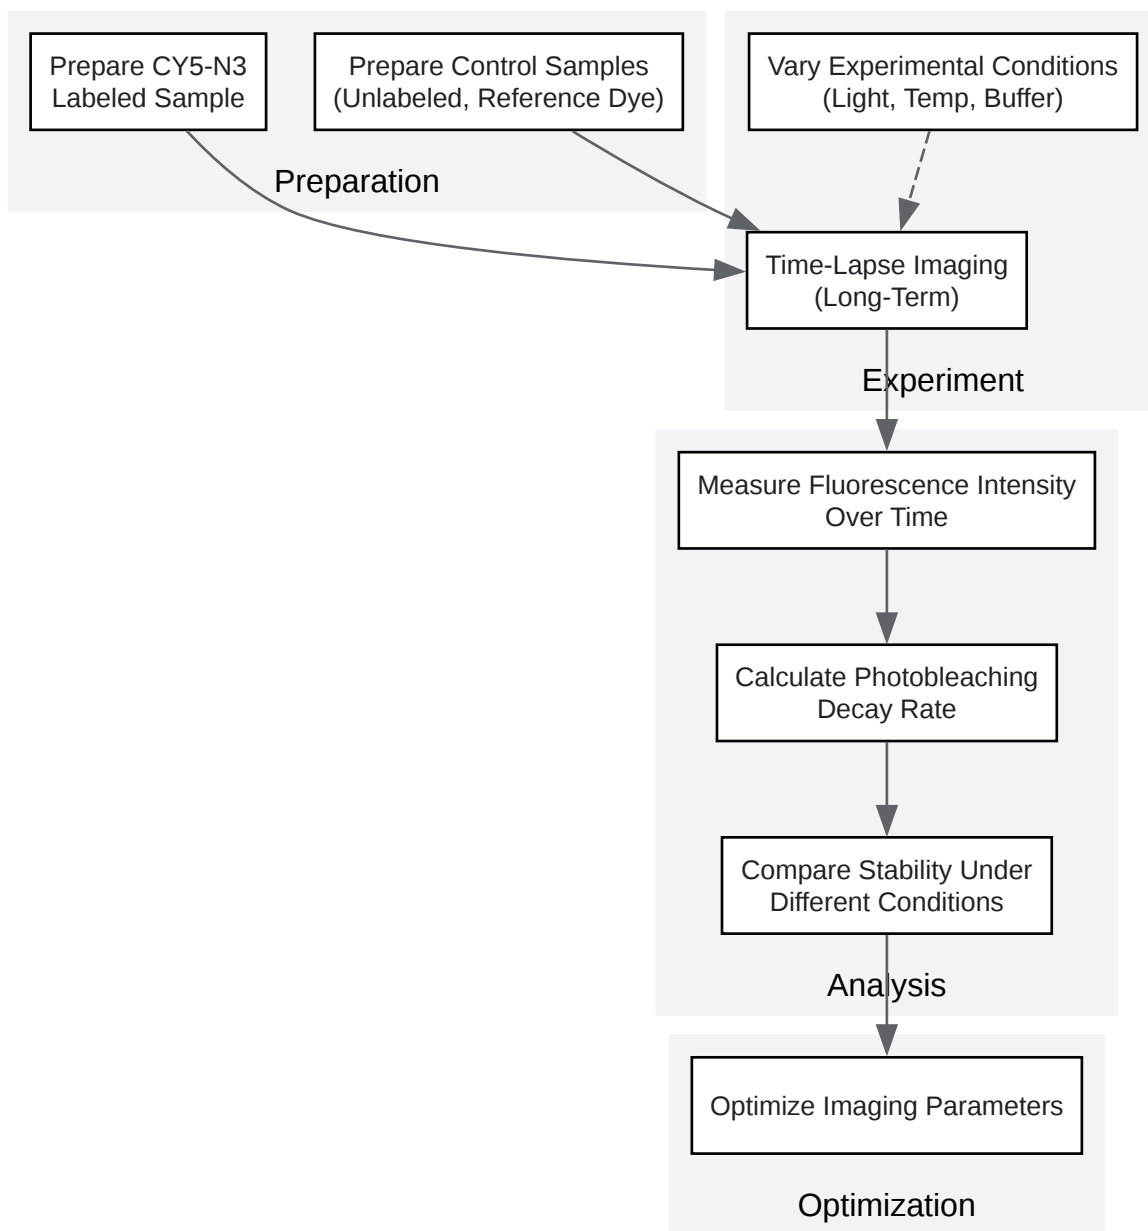 Prepare CY5-N3
Labeled Sample
Prepare Control Samples
(Unlabeled, Reference Dye)
Vary Experimental Conditions
(Light, Temp, Buffer)
Preparation
Time-Lapse Imaging
(Long-Term)
Experiment
Measure Fluorescence Intensity
Over Time
Calculate Photobleaching
Decay Rate
Compare Stability Under
Different Conditions
Analysis
Optimize Imaging Parameters
Optimization